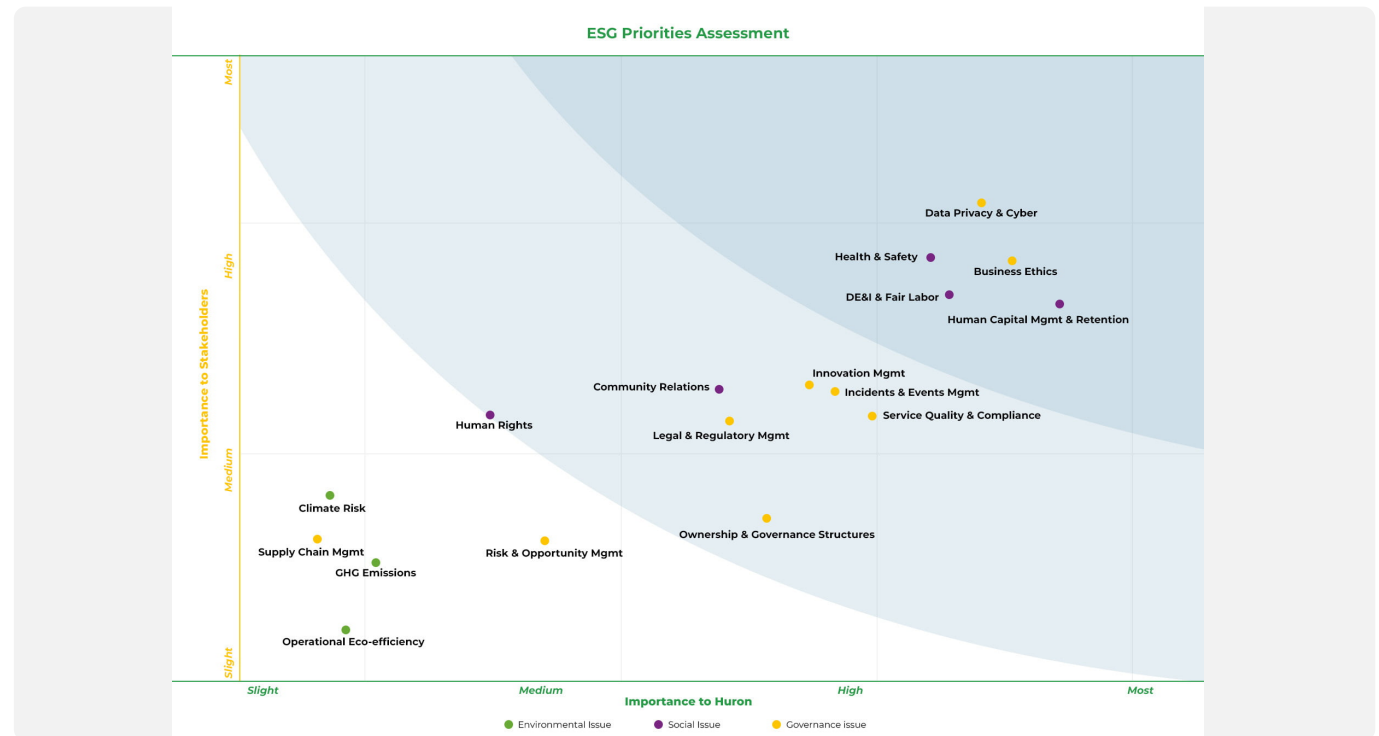 ESG Priorities Assessment
Most
High
Medium
Slight
Importance to Stakeholders
Data Privacy & Cyber
Health & Safety
Business Ethics
DE&I & Fair Labor
Human Capital Mgmt & Retention
Innovation Mgmt
Community Relations
Incidents & Events Mgmt
Service Quality & Compliance
Human Rights
Legal & Regulatory Mgmt
Climate Risk
Ownership & Governance Structures
Supply Chain Mgmt
Risk & Opportunity Mgmt
GHG Emissions
Operational Eco-efficiency
Slight
Medium
High
Most
Importance to Huron
Environmental Issue
Social Issue
Governance issue